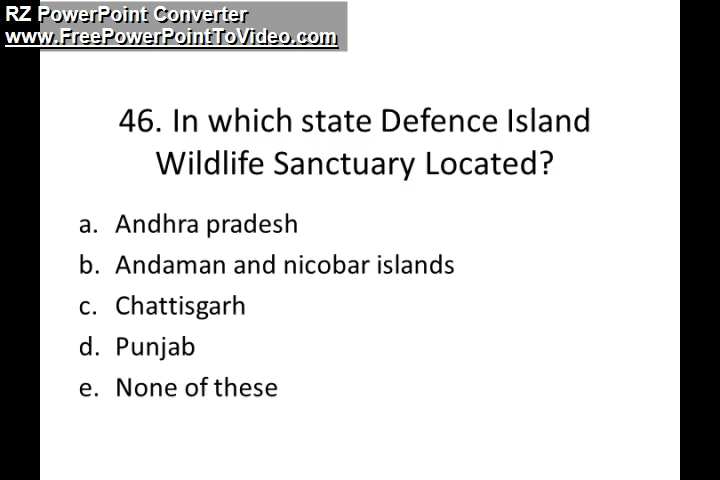 RZ PowerPoint Converter
www.FreePowerPointToVideo.com
46. In which state Defence Island
Wildlife Sanctuary Located?
a. Andhra pradesh
b. Andaman and nicobar islands
c. Chattisgarh
d. Punjab
e. None of these